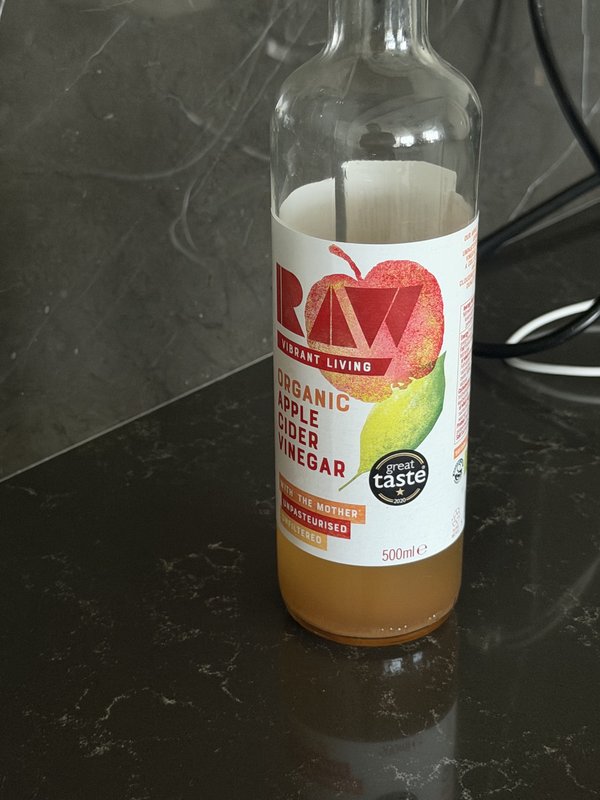 RAW
VIBRANT LIVING
ORGANIC
APPLE
CIDER
VINEGAR
great
taste
2020
WITH THE MOTHER
UNPASTEURISED
UNFILTERED
500ml ℮